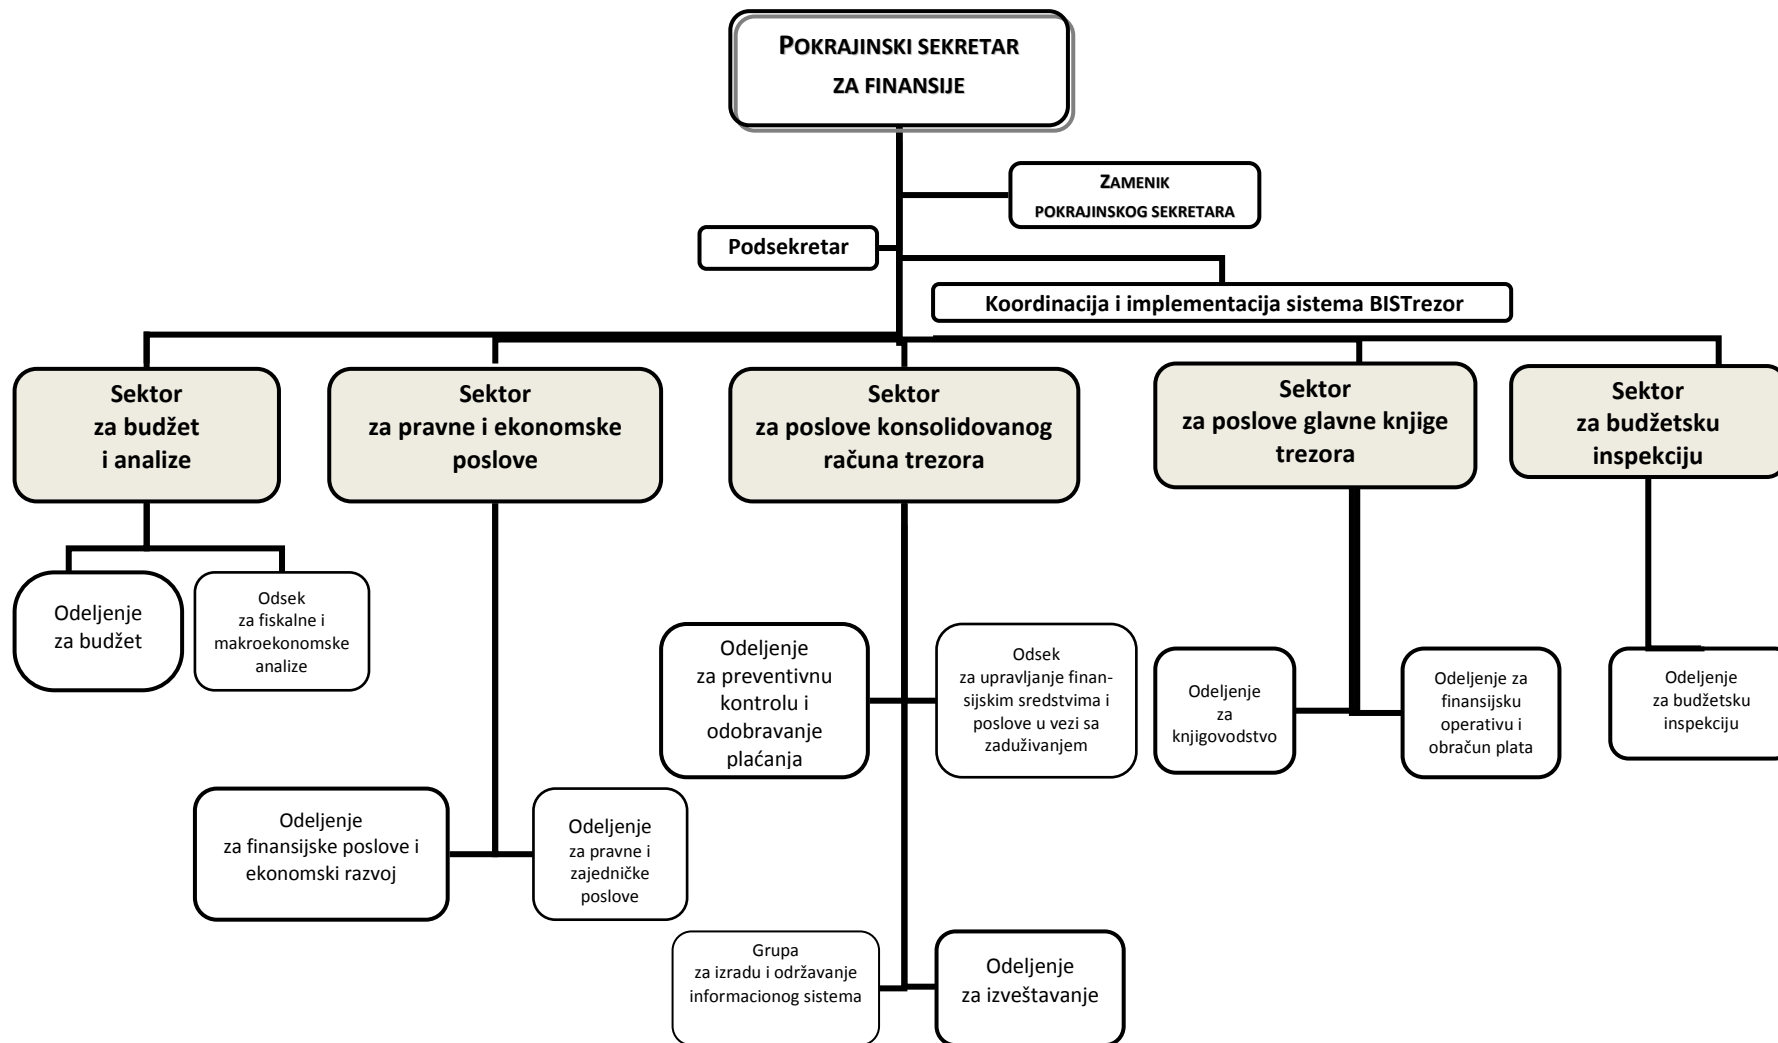 POKRAJINSKI SEKRETAR
ZA FINANSIJE
ZAMENIK
POKRAJINSKOG SEKRETARA
Podsekretar
Koordinacija i implementacija sistema BISTrezor
Sektor
za budžet
i analize
Sektor
za pravne i ekonomske
poslove
Sektor
za poslove konsolidovanog
računa trezora
Sektor
za poslove glavne knjige
trezora
Sektor
za budžetsku
inspekciju
Odeljenje
za budžet
Odsek
za fiskalne i
makroekonomske
analize
Odeljenje
za preventivnu
kontrolu i
odobravanje
plaćanja
Odsek
za upravljanje finan-
sijskim sredstvima i
poslove u vezi sa
zaduživanjem
Odeljenje
za
knjigovodstvo
Odeljenje za
finansijsku
operativu i
obračun plata
Odeljenje
za budžetsku
inspekciju
Odeljenje
za finansijske poslove i
ekonomski razvoj
Odeljenje
za pravne i
zajedničke
poslove
Grupa
za izradu i održavanje
informacionog sistema
Odeljenje
za izveštavanje